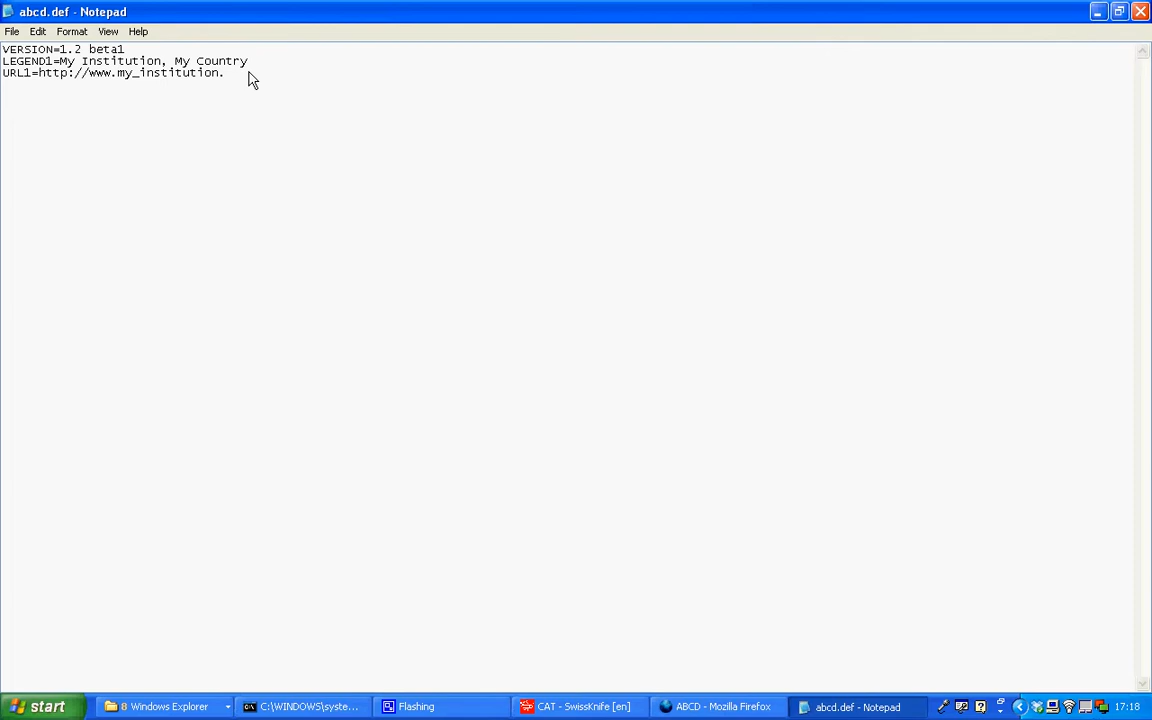 abcd.def - Notepad
File Edit Format View Help
VERSION=1.2 beta1
LEGEND1=My Institution, My Country
URL1=http://www.my_institution.
start 8 Windows Explorer C:\WINDOWS\syste... Flashing CAT - SwissKnife [en] ABCD - Mozilla Firefox abcd.def - Notepad 17:18